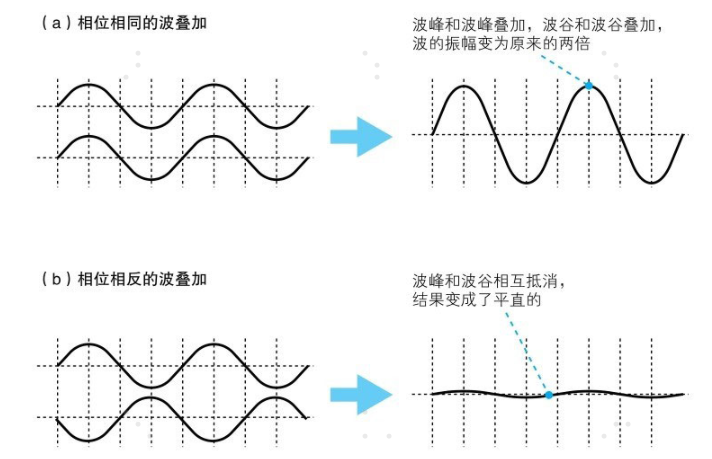 （a）相位相同的波叠加
波峰和波峰叠加，波谷和波谷叠加，
波的振幅变为原来的两倍
（b）相位相反的波叠加
波峰和波谷相互抵消，
结果变成了平直的